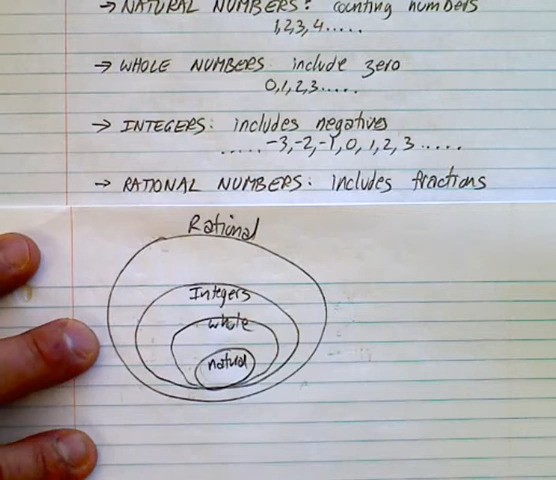 → NATURAL NUMBERS: counting numbers
1,2,3,4.....
→ WHOLE NUMBERS include zero
0,1,2,3.....
→ INTEGERS: includes negatives
.....-3,-2,-1,0,1,2,3.....
→ RATIONAL NUMBERS: includes fractions
Rational
Integers
whole
natural